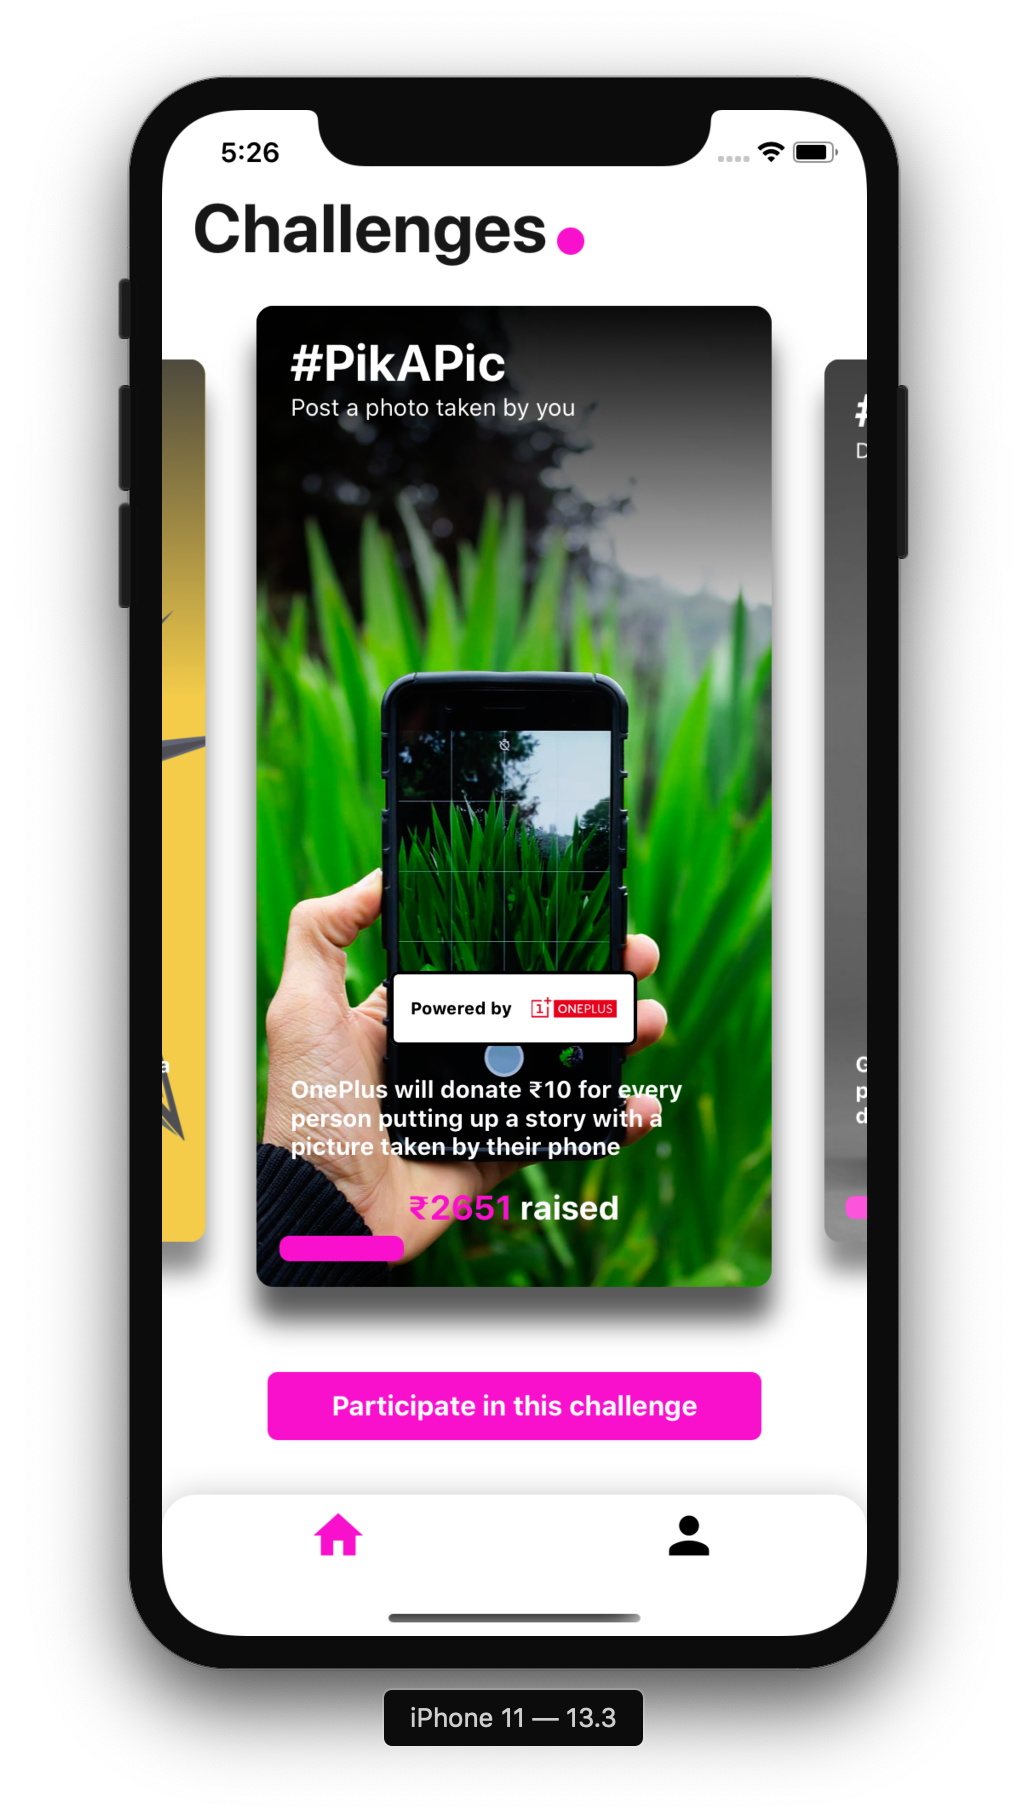 5:26
Challenges
#PikAPic
Post a photo taken by you
#
D
Powered by 1+ ONEPLUS
a
OnePlus will donate ₹10 for every
person putting up a story with a
picture taken by their phone
G
p
d
₹2651 raised
Participate in this challenge
iPhone 11 — 13.3